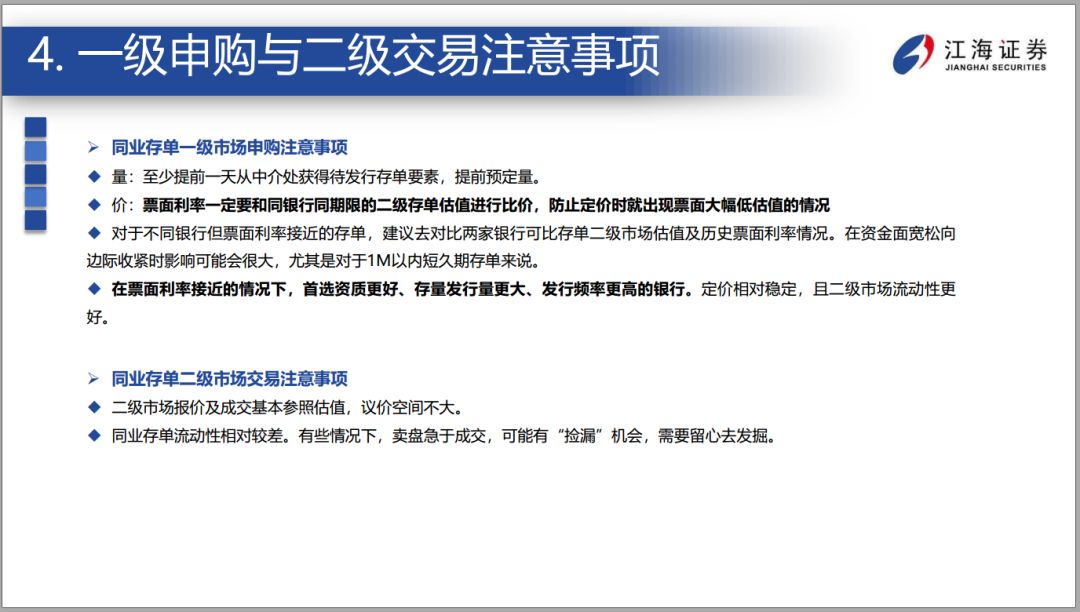 4. 一级申购与二级交易注意事项
江海证券
JIANGHAI SECURITIES
➢ 同业存单一级市场申购注意事项
◆ 量：至少提前一天从中介处获得待发行存单要素，提前预定量。
◆ 价：票面利率一定要和同银行同期限的二级存单估值进行比价，防止定价时就出现票面大幅低估值的情况
◆ 对于不同银行但票面利率接近的存单，建议去对比两家银行可比存单二级市场估值及历史票面利率情况。在资金面宽松向
边际收紧时影响可能会很大，尤其是对于1M以内短久期存单来说。
◆ 在票面利率接近的情况下，首选资质更好、存量发行量更大、发行频率更高的银行。定价相对稳定，且二级市场流动性更
好。
➢ 同业存单二级市场交易注意事项
◆ 二级市场报价及成交基本参照估值，议价空间不大。
◆ 同业存单流动性相对较差。有些情况下，卖盘急于成交，可能有“捡漏”机会，需要留心去发掘。